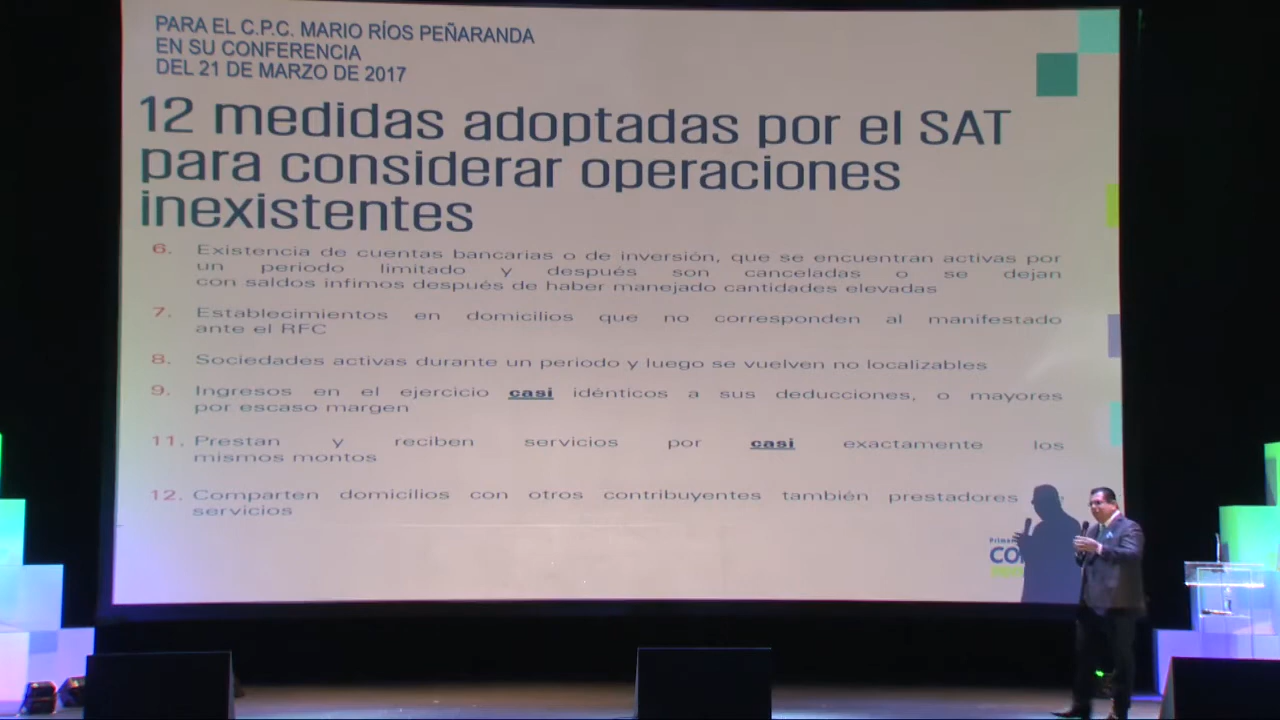 PARA EL C.P.C. MARIO RÍOS PEÑARANDA
EN SU CONFERENCIA
DEL 21 DE MARZO DE 2017
12 medidas adoptadas por el SAT
para considerar operaciones
inexistentes
6. Existencia de cuentas bancarias o de inversión, que se encuentran activas por
un periodo limitado y después son canceladas o se dejan
con saldos ínfimos después de haber manejado cantidades elevadas
7. Establecimientos en domicilios que no corresponden al manifestado
ante el RFC
8. Sociedades activas durante un periodo y luego se vuelven no localizables
9. Ingresos en el ejercicio casi idénticos a sus deducciones, o mayores
por escaso margen
11. Prestan y reciben servicios por casi exactamente los
mismos montos
12. Comparten domicilios con otros contribuyentes también prestadores
servicios